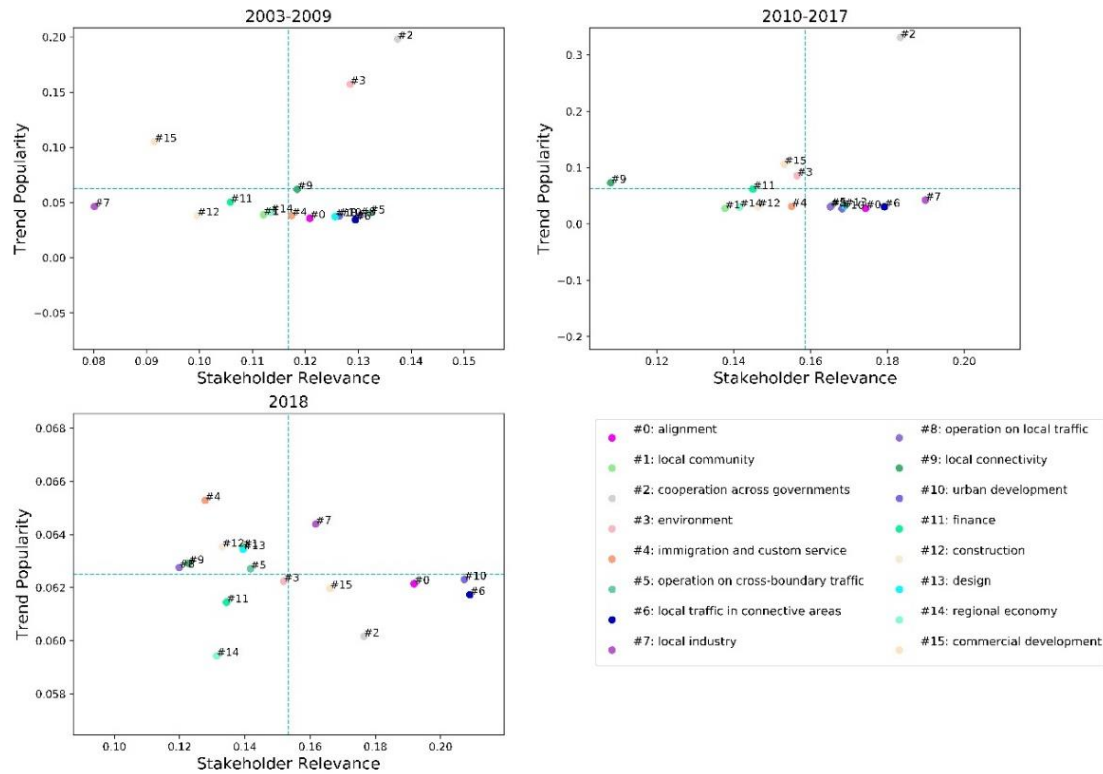 2003-2009
Trend Popularity
0.20
0.15
0.10
0.05
0.00
−0.05
#2
#3
#15
#9
#11
#7
#12
#1
#14
#4
#0
#5
#6
0.08 0.09 0.10 0.11 0.12 0.13 0.14 0.15
Stakeholder Relevance
2010-2017
Trend Popularity
0.3
0.2
0.1
0.0
−0.1
−0.2
#2
#15
#3
#9
#11
#7
#1
#14
#12
#4
#0
#6
0.12 0.14 0.16 0.18 0.20
Stakeholder Relevance
2018
Trend Popularity
0.068
0.066
0.064
0.062
0.060
0.058
#4
#7
#12
#1
#13
#9
#8
#5
#3
#15
#0
#10
#6
#11
#2
#14
0.10 0.12 0.14 0.16 0.18 0.20
Stakeholder Relevance
#0: alignment
#1: local community
#2: cooperation across governments
#3: environment
#4: immigration and custom service
#5: operation on cross-boundary traffic
#6: local traffic in connective areas
#7: local industry
#8: operation on local traffic
#9: local connectivity
#10: urban development
#11: finance
#12: construction
#13: design
#14: regional economy
#15: commercial development